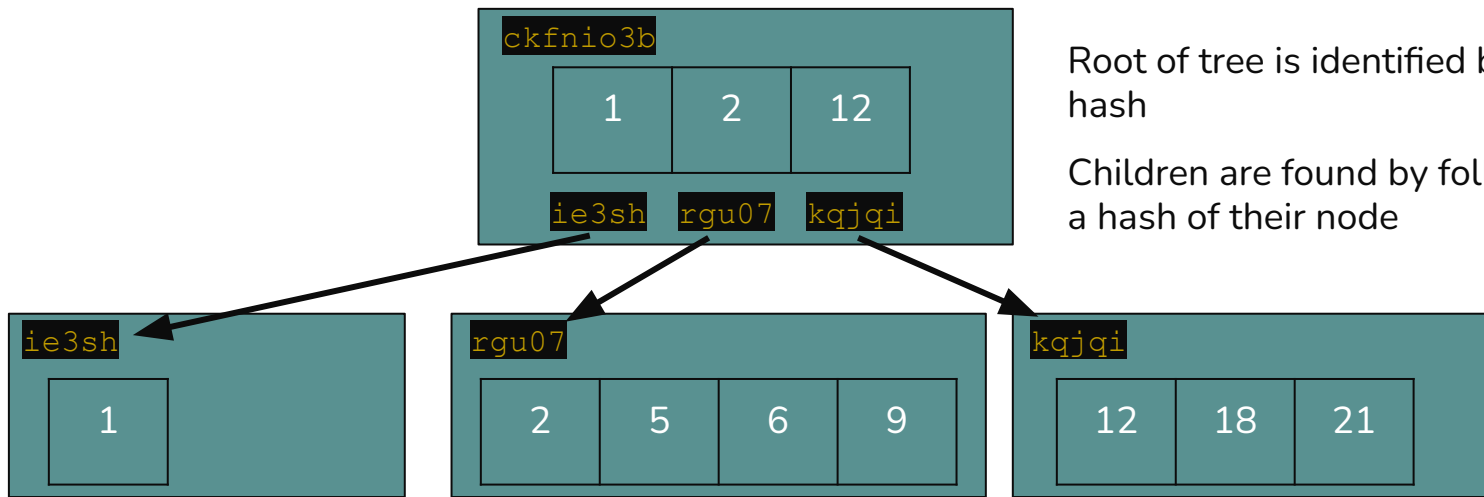 ckfnio3b
1 2 12
ie3sh rgu07 kqjqi
Root of tree is identified
hash
Children are found by
a hash of their node
ie3sh
1
rgu07
2 5 6 9
kqjqi
12 18 21